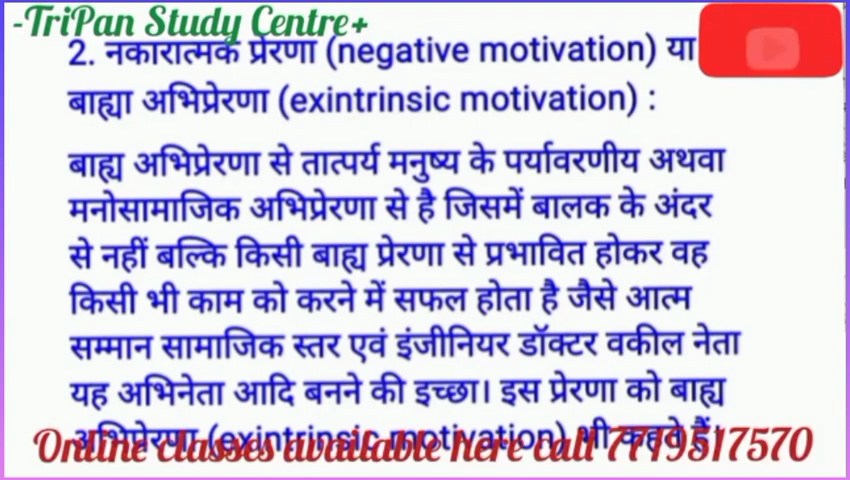 -TriPan Study Centre+
2. नकारात्मक प्रेरणा (negative motivation) या
बाह्या अभिप्रेरणा (exintrinsic motivation) :
बाह्य अभिप्रेरणा से तात्पर्य मनुष्य के पर्यावरणीय अथवा
मनोसामाजिक अभिप्रेरणा से है जिसमें बालक के अंदर
से नहीं बल्कि किसी बाह्य प्रेरणा से प्रभावित होकर वह
किसी भी काम को करने में सफल होता है जैसे आत्म
सम्मान सामाजिक स्तर एवं इंजीनियर डॉक्टर वकील नेता
यह अभिनेता आदि बनने की इच्छा। इस प्रेरणा को बाह्य
अभिप्रेरणा (exintrinsic motivation) भी कहते हैं।
Online classes available here call 7719517570